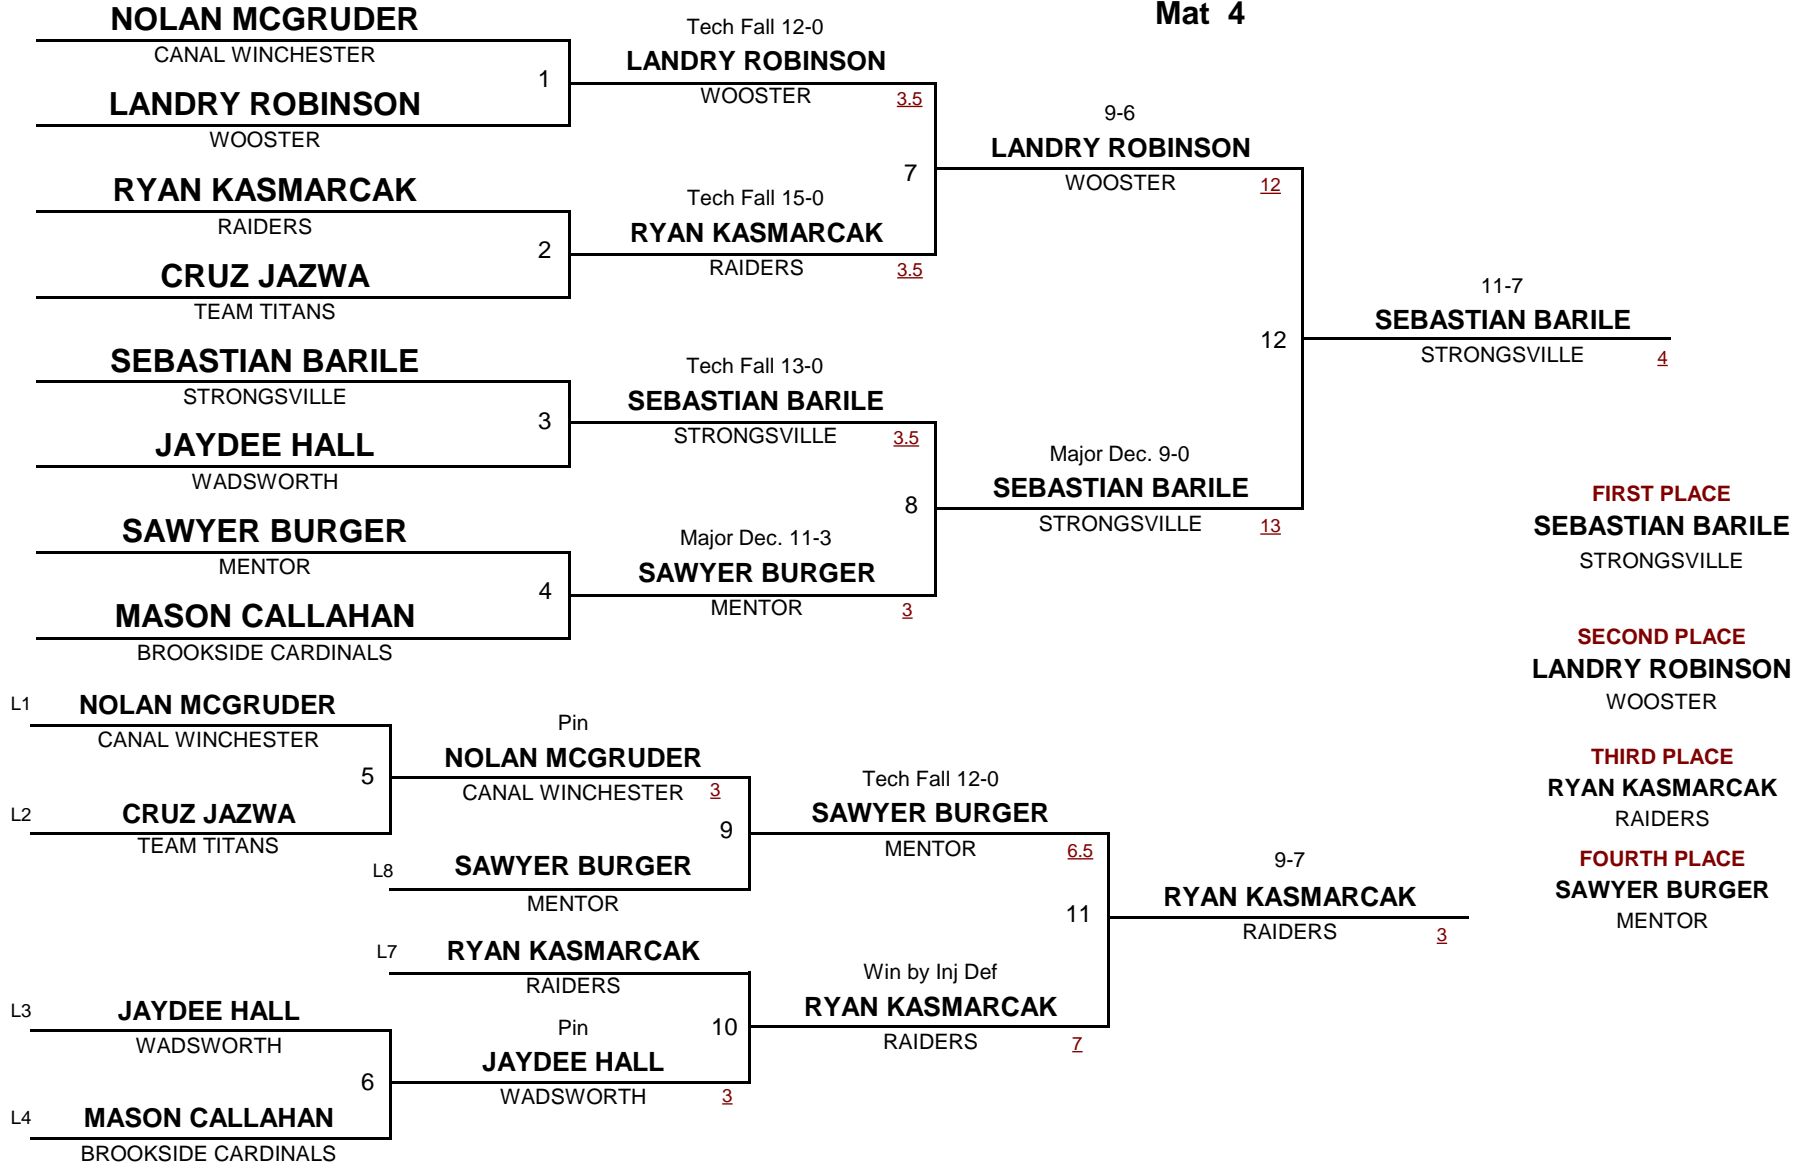 Mat 4
NOLAN MCGRUDER
CANAL WINCHESTER
1
LANDRY ROBINSON
WOOSTER
RYAN KASMARCAK
RAIDERS
2
CRUZ JAZWA
TEAM TITANS
SEBASTIAN BARILE
STRONGSVILLE
3
JAYDEE HALL
WADSWORTH
SAWYER BURGER
MENTOR
4
MASON CALLAHAN
BROOKSIDE CARDINALS
Tech Fall 12-0
LANDRY ROBINSON
WOOSTER 3.5
7
Tech Fall 15-0
RYAN KASMARCAK
RAIDERS 3.5
Tech Fall 13-0
SEBASTIAN BARILE
STRONGSVILLE 3.5
8
Major Dec. 11-3
SAWYER BURGER
MENTOR 3
9-6
LANDRY ROBINSON
WOOSTER 12
12
Major Dec. 9-0
SEBASTIAN BARILE
STRONGSVILLE 13
11-7
SEBASTIAN BARILE
STRONGSVILLE 4
FIRST PLACE
SEBASTIAN BARILE
STRONGSVILLE
SECOND PLACE
LANDRY ROBINSON
WOOSTER
THIRD PLACE
RYAN KASMARCAK
RAIDERS
FOURTH PLACE
SAWYER BURGER
MENTOR
L1 NOLAN MCGRUDER
CANAL WINCHESTER
5
L2 CRUZ JAZWA
TEAM TITANS
L3 JAYDEE HALL
WADSWORTH
6
L4 MASON CALLAHAN
BROOKSIDE CARDINALS
Pin
NOLAN MCGRUDER
CANAL WINCHESTER 3
9
L8 SAWYER BURGER
MENTOR
L7 RYAN KASMARCAK
RAIDERS
Pin 10
JAYDEE HALL
WADSWORTH 3
Tech Fall 12-0
SAWYER BURGER
MENTOR 6.5
11
Win by Inj Def
RYAN KASMARCAK
RAIDERS 7
9-7
RYAN KASMARCAK
RAIDERS 3